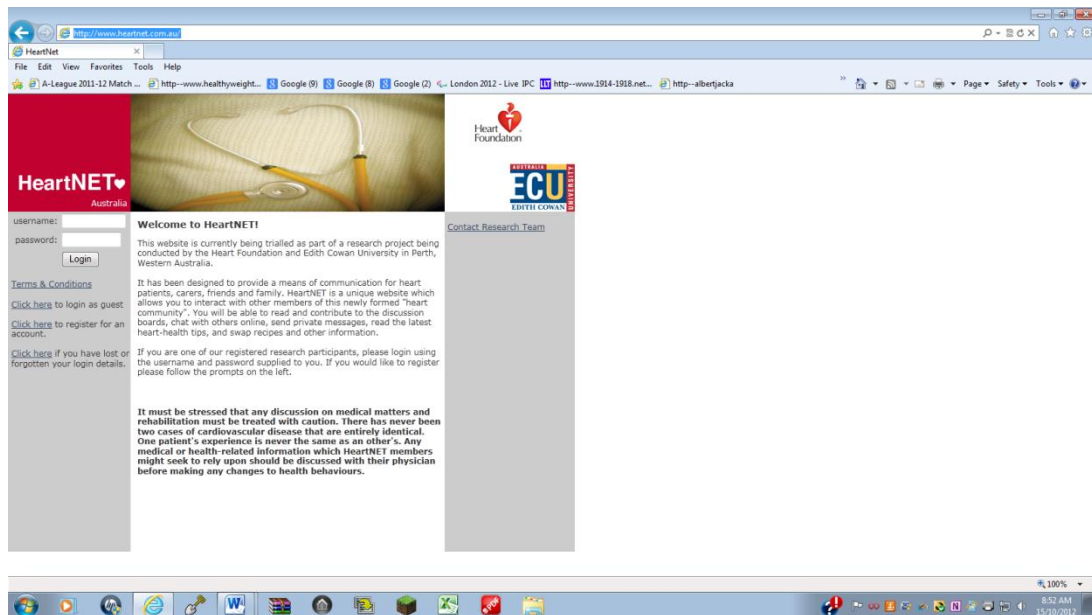 http://www.heartnet.com.au/
HeartNet
File Edit View Favorites Tools Help
A-League 2011-12 Match ... http--www.healthyweight... Google (9) Google (8) Google (2) London 2012 - Live IPC http--www.1914-1918.net... http--albertjacka
Page Safety Tools
HeartNET
Australia
Heart
Foundation
AUSTRALIA
ECU
EDITH COWAN
UNIVERSITY
username:
password:
Login
Terms & Conditions
Click here to login as guest
Click here to register for an
account.
Click here if you have lost or
forgotten your login details.
Welcome to HeartNET!
This website is currently being trialled as part of a research project being
conducted by the Heart Foundation and Edith Cowan University in Perth,
Western Australia.
It has been designed to provide a means of communication for heart
patients, carers, friends and family. HeartNET is a unique website which
allows you to interact with other members of this newly formed "heart
community". You will be able to read and contribute to the discussion
boards, chat with others online, send private messages, read the latest
heart-health tips, and swap recipes and other information.
If you are one of our registered research participants, please login using
the username and password supplied to you. If you would like to register
please follow the prompts on the left.
It must be stressed that any discussion on medical matters and
rehabilitation must be treated with caution. There has never been
two cases of cardiovascular disease that are entirely identical.
One patient's experience is never the same as an other's. Any
medical or health-related information which HeartNET members
might seek to rely upon should be discussed with their physician
before making any changes to health behaviours.
Contact Research Team
100%
8:52 AM
15/10/2012